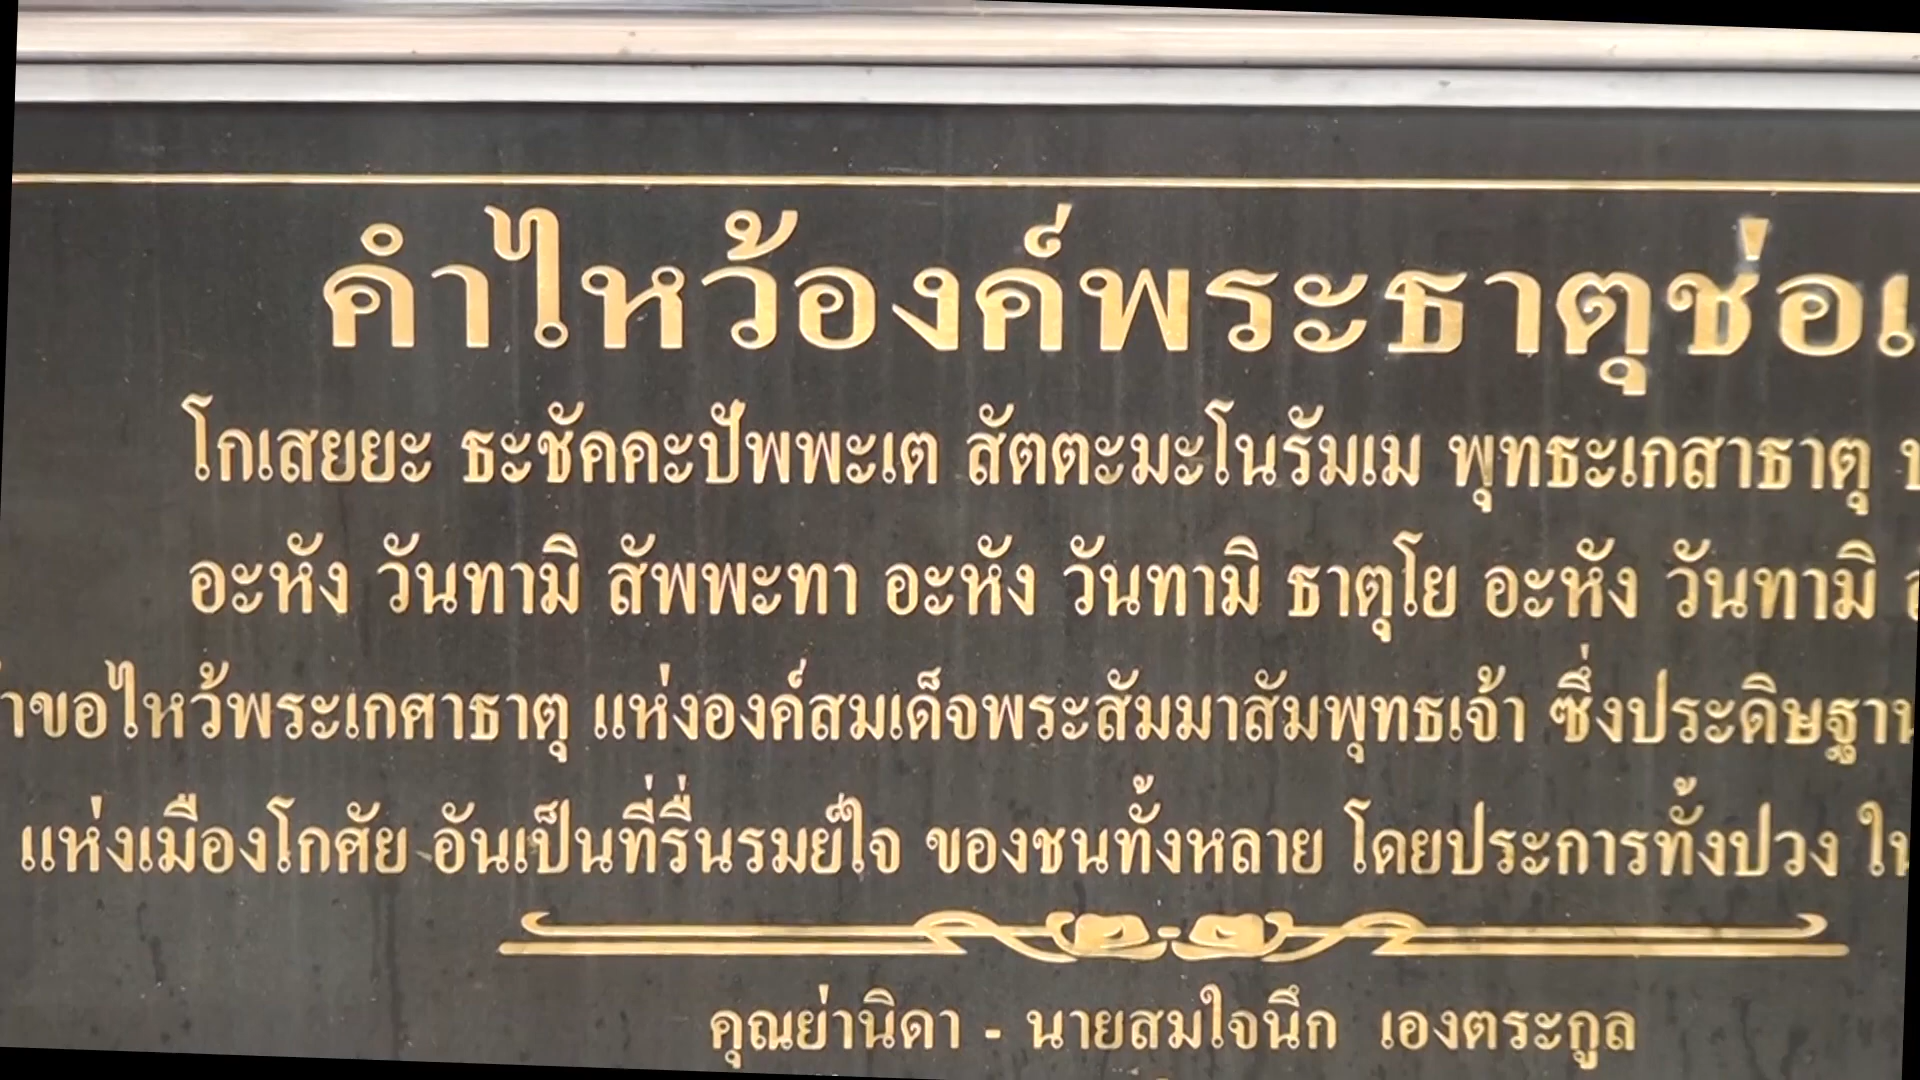 คำไหว้องค์พระธาตุช่อ
โกเสยยะ ธะชัคคะปัพพะเต สัตตะมะโนรัมเม พุทธะเกสาธาตุ
อะหัง วันทามิ สัพพะทา อะหัง วันทามิ ธาตุโย อะหัง วันทามิ
ขอไหว้พระเกศาธาตุ แห่งองค์สมเด็จพระสัมมาสัมพุทธเจ้า ซึ่งประดิษฐาน
แห่งเมืองโกศัย อันเป็นที่รื่นรมย์ใจ ของชนทั้งหลาย โดยประการทั้งปวง
คุณย่านิดา - นายสมใจนึก เองตระกูล